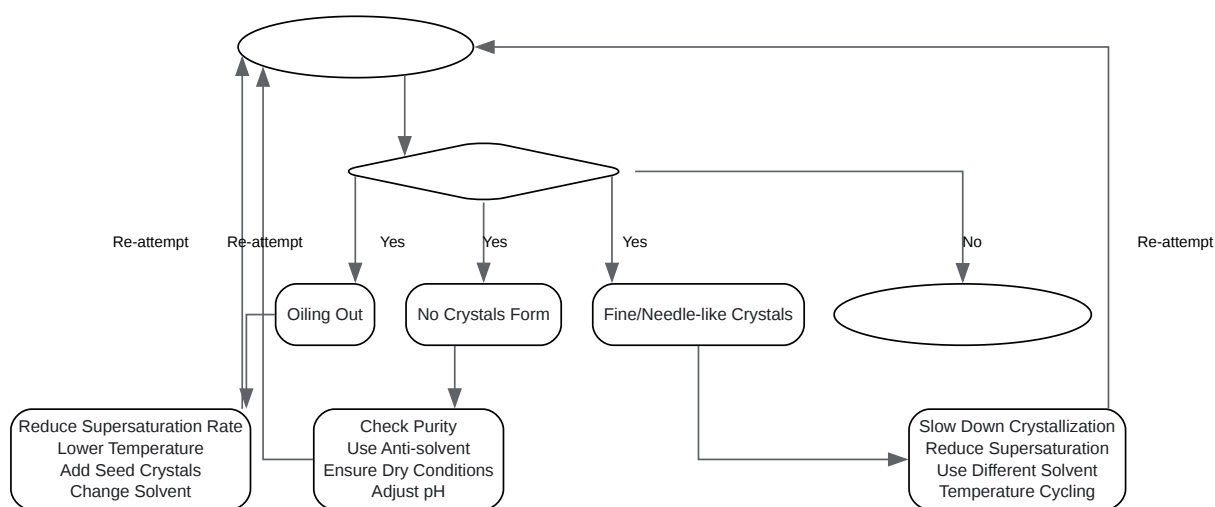 Re-attempt
Re-attempt
Yes
Yes
Yes
No
Re-attempt
Oiling Out
No Crystals Form
Fine/Needle-like Crystals
Reduce Supersaturation Rate
Lower Temperature
Add Seed Crystals
Change Solvent
Check Purity
Use Anti-solvent
Ensure Dry Conditions
Adjust pH
Slow Down Crystallization
Reduce Supersaturation
Use Different Solvent
Temperature Cycling